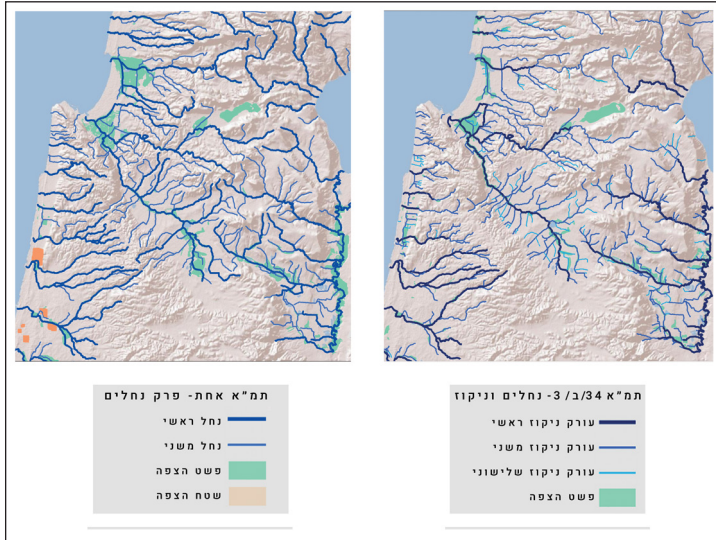 תמ"א 34/ב/ 3- נחלים וניקוז
עורק ניקוז ראשי
עורק ניקוז משני
עורק ניקוז שלישוני
פשט הצפה
תמ"א אחת- פרק נחלים
נחל ראשי
נחל משני
פשט הצפה
שטח הצפה